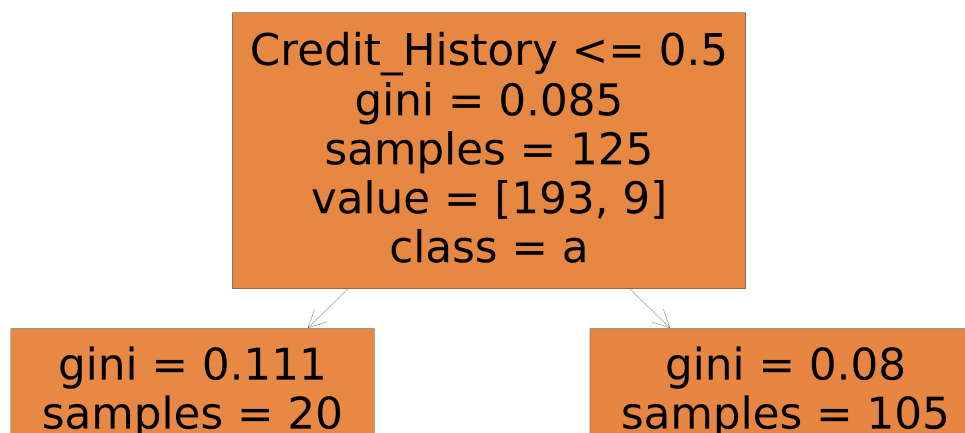 Credit_History <= 0.5
gini = 0.085
samples = 125
value = [193, 9]
class = a
gini = 0.111
samples = 20
gini = 0.08
samples = 105